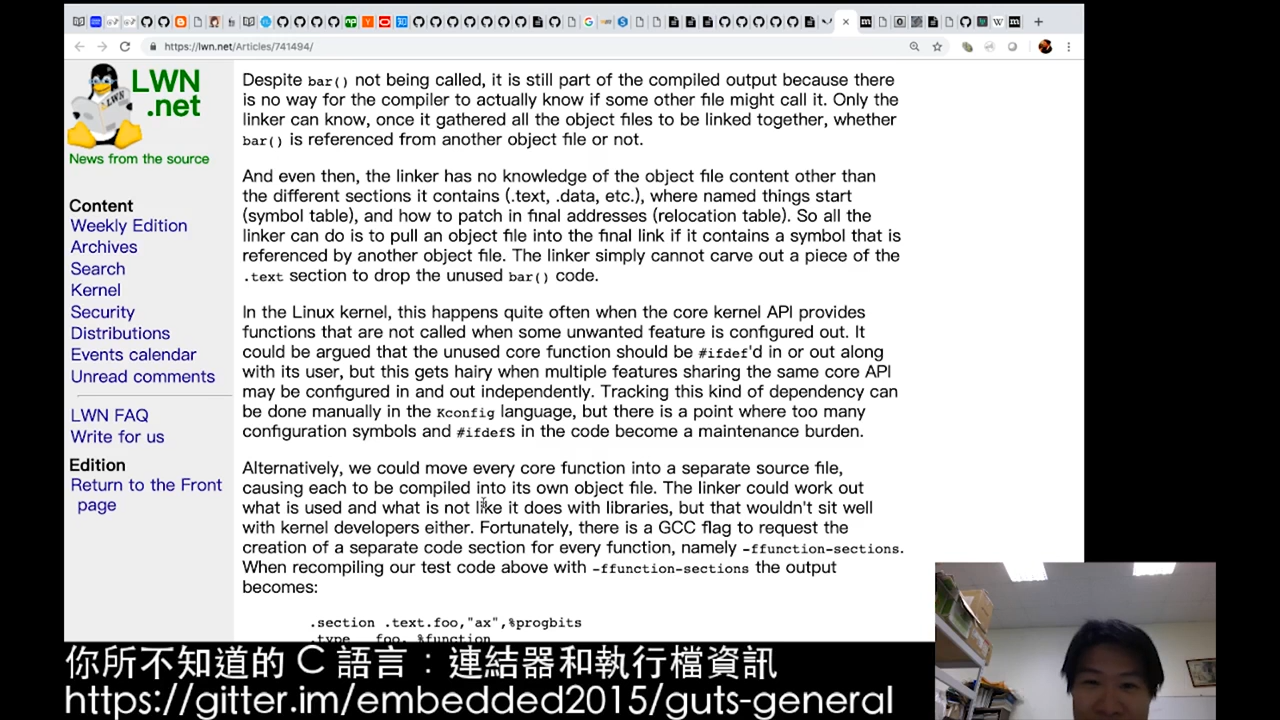 https://lwn.net/Articles/741494/
LWN
.net
News from the source
Content
Weekly Edition
Archives
Search
Kernel
Security
Distributions
Events calendar
Unread comments
LWN FAQ
Write for us
Edition
Return to the Front
page
Despite bar() not being called, it is still part of the compiled output because there
is no way for the compiler to actually know if some other file might call it. Only the
linker can know, once it gathered all the object files to be linked together, whether
bar() is referenced from another object file or not.
And even then, the linker has no knowledge of the object file content other than
the different sections it contains (.text, .data, etc.), where named things start
(symbol table), and how to patch in final addresses (relocation table). So all the
linker can do is to pull an object file into the final link if it contains a symbol that is
referenced by another object file. The linker simply cannot carve out a piece of the
.text section to drop the unused bar() code.
In the Linux kernel, this happens quite often when the core kernel API provides
functions that are not called when some unwanted feature is configured out. It
could be argued that the unused core function should be #ifdef'd in or out along
with its user, but this gets hairy when multiple features sharing the same core API
may be configured in and out independently. Tracking this kind of dependency can
be done manually in the Kconfig language, but there is a point where too many
configuration symbols and #ifdefs in the code become a maintenance burden.
Alternatively, we could move every core function into a separate source file,
causing each to be compiled into its own object file. The linker could work out
what is used and what is not like it does with libraries, but that wouldn't sit well
with kernel developers either. Fortunately, there is a GCC flag to request the
creation of a separate code section for every function, namely -ffunction-sections.
When recompiling our test code above with -ffunction-sections the output
becomes:
.section .text.foo,"ax",%progbits
.type foo, %function
你所不知道的 C 語言：連結器和執行檔資訊
https://gitter.im/embedded2015/guts-general